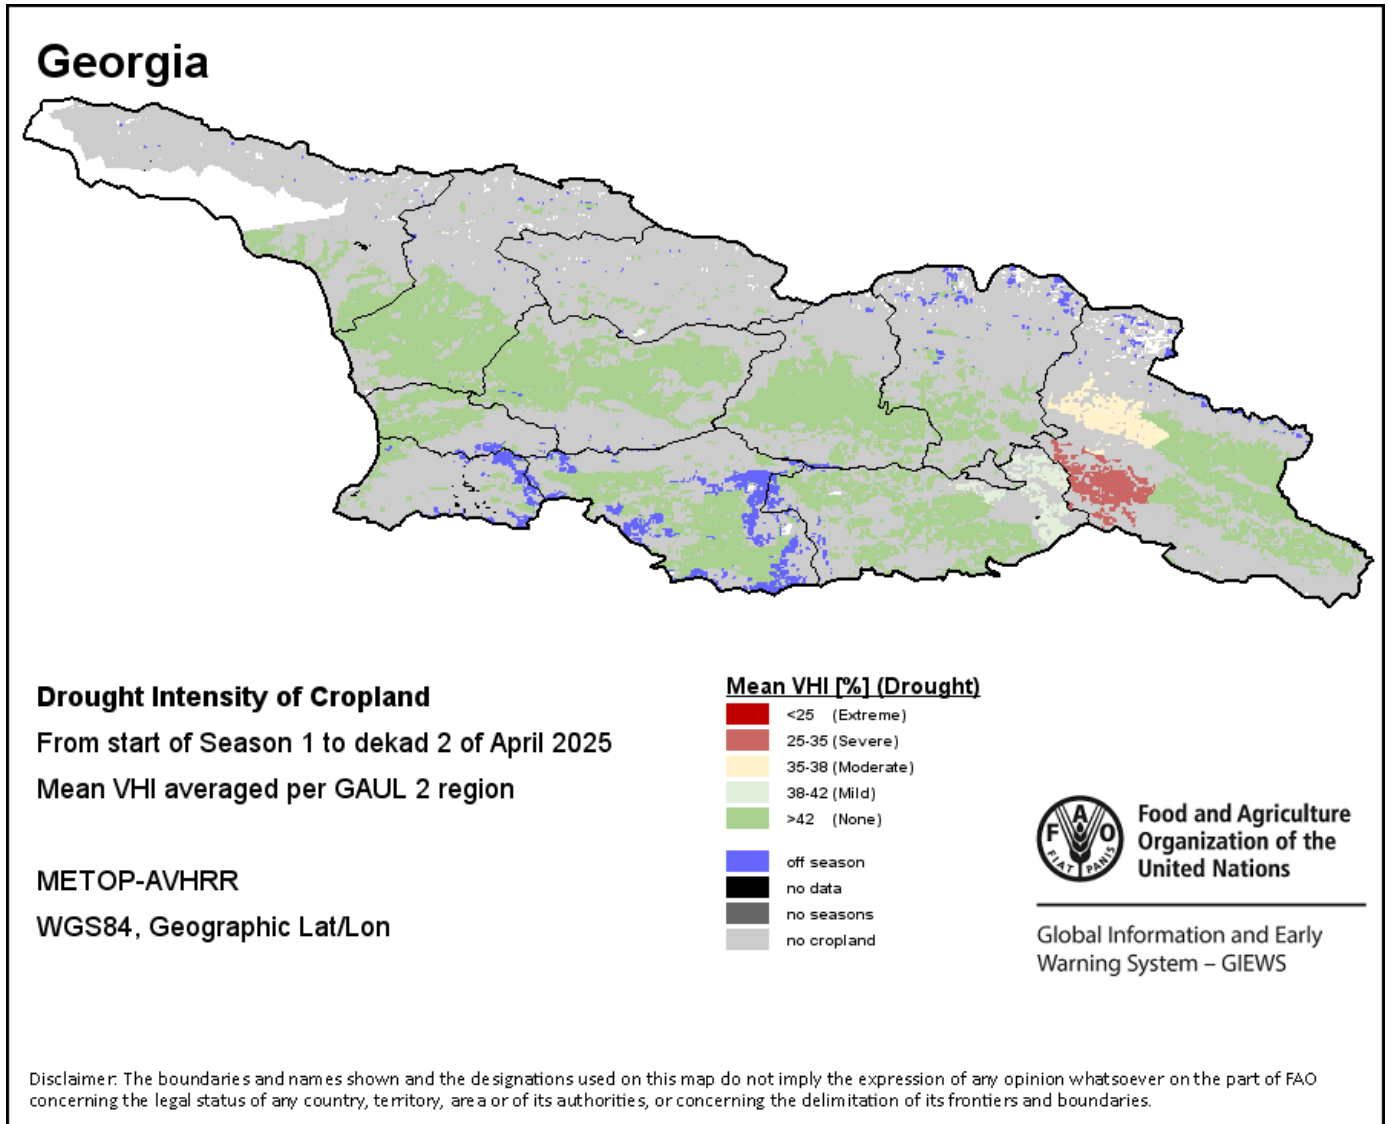 Georgia
Drought Intensity of Cropland
From start of Season 1 to dekad 2 of April 2025
Mean VHI averaged per GAUL 2 region
METOP-AVHRR
WGS84, Geographic Lat/Lon
Mean VHI [%] (Drought)
<25 (Extreme)
25-35 (Severe)
35-38 (Moderate)
38-42 (Mild)
>42 (None)
off season
no data
no seasons
no cropland
F A O
FIAT PANIS
Food and Agriculture
Organization of the
United Nations
Global Information and Early
Warning System – GIEWS
Disclaimer: The boundaries and names shown and the designations used on this map do not imply the expression of any opinion whatsoever on the part of FAO
concerning the legal status of any country, territory, area or of its authorities, or concerning the delimitation of its frontiers and boundaries.